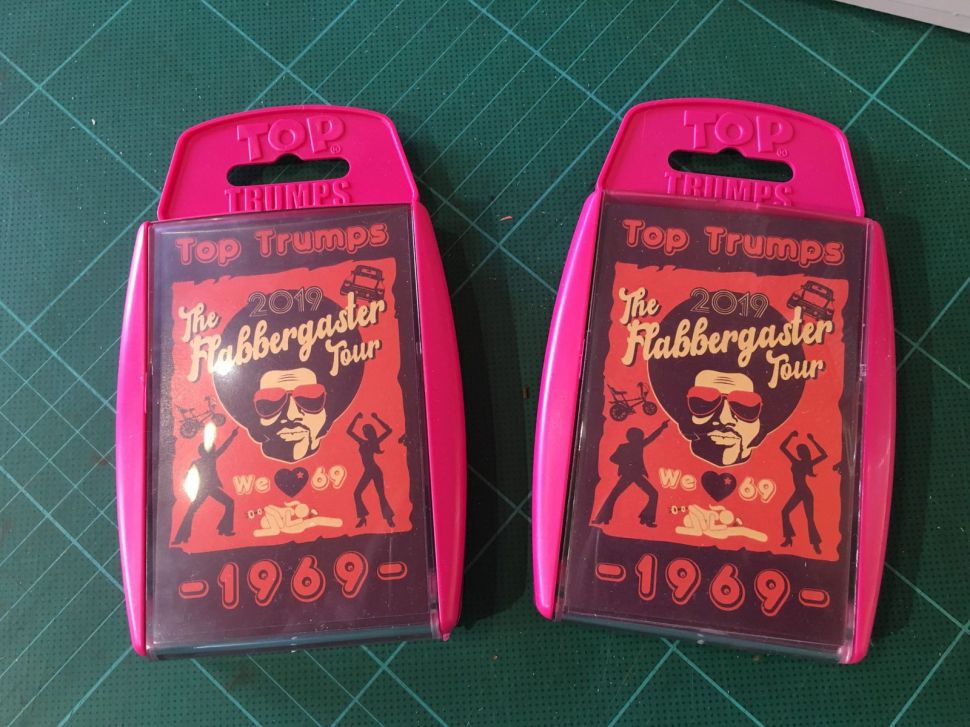 TOP®
TRUMPS
Top Trumps
2019
The
Flabbergaster
Tour
We 69
-1969-
TOP®
TRUMPS
Top Trumps
2019
The
Flabbergaster
Tour
We 69
-1969-